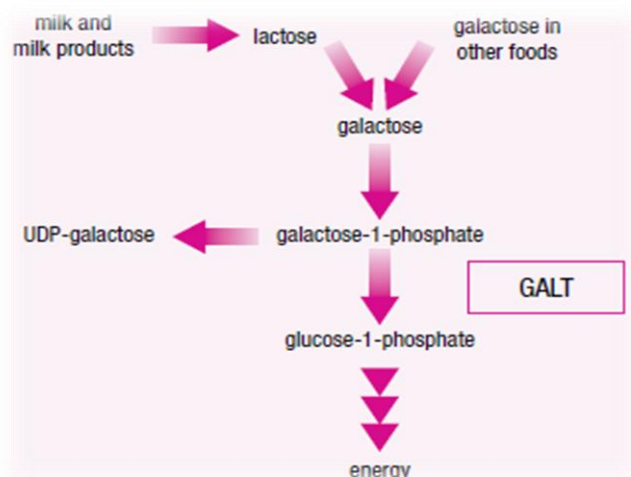 milk and
milk products
lactose
galactose in
other foods
galactose
UDP-galactose
galactose-1-phosphate
GALT
glucose-1-phosphate
energy